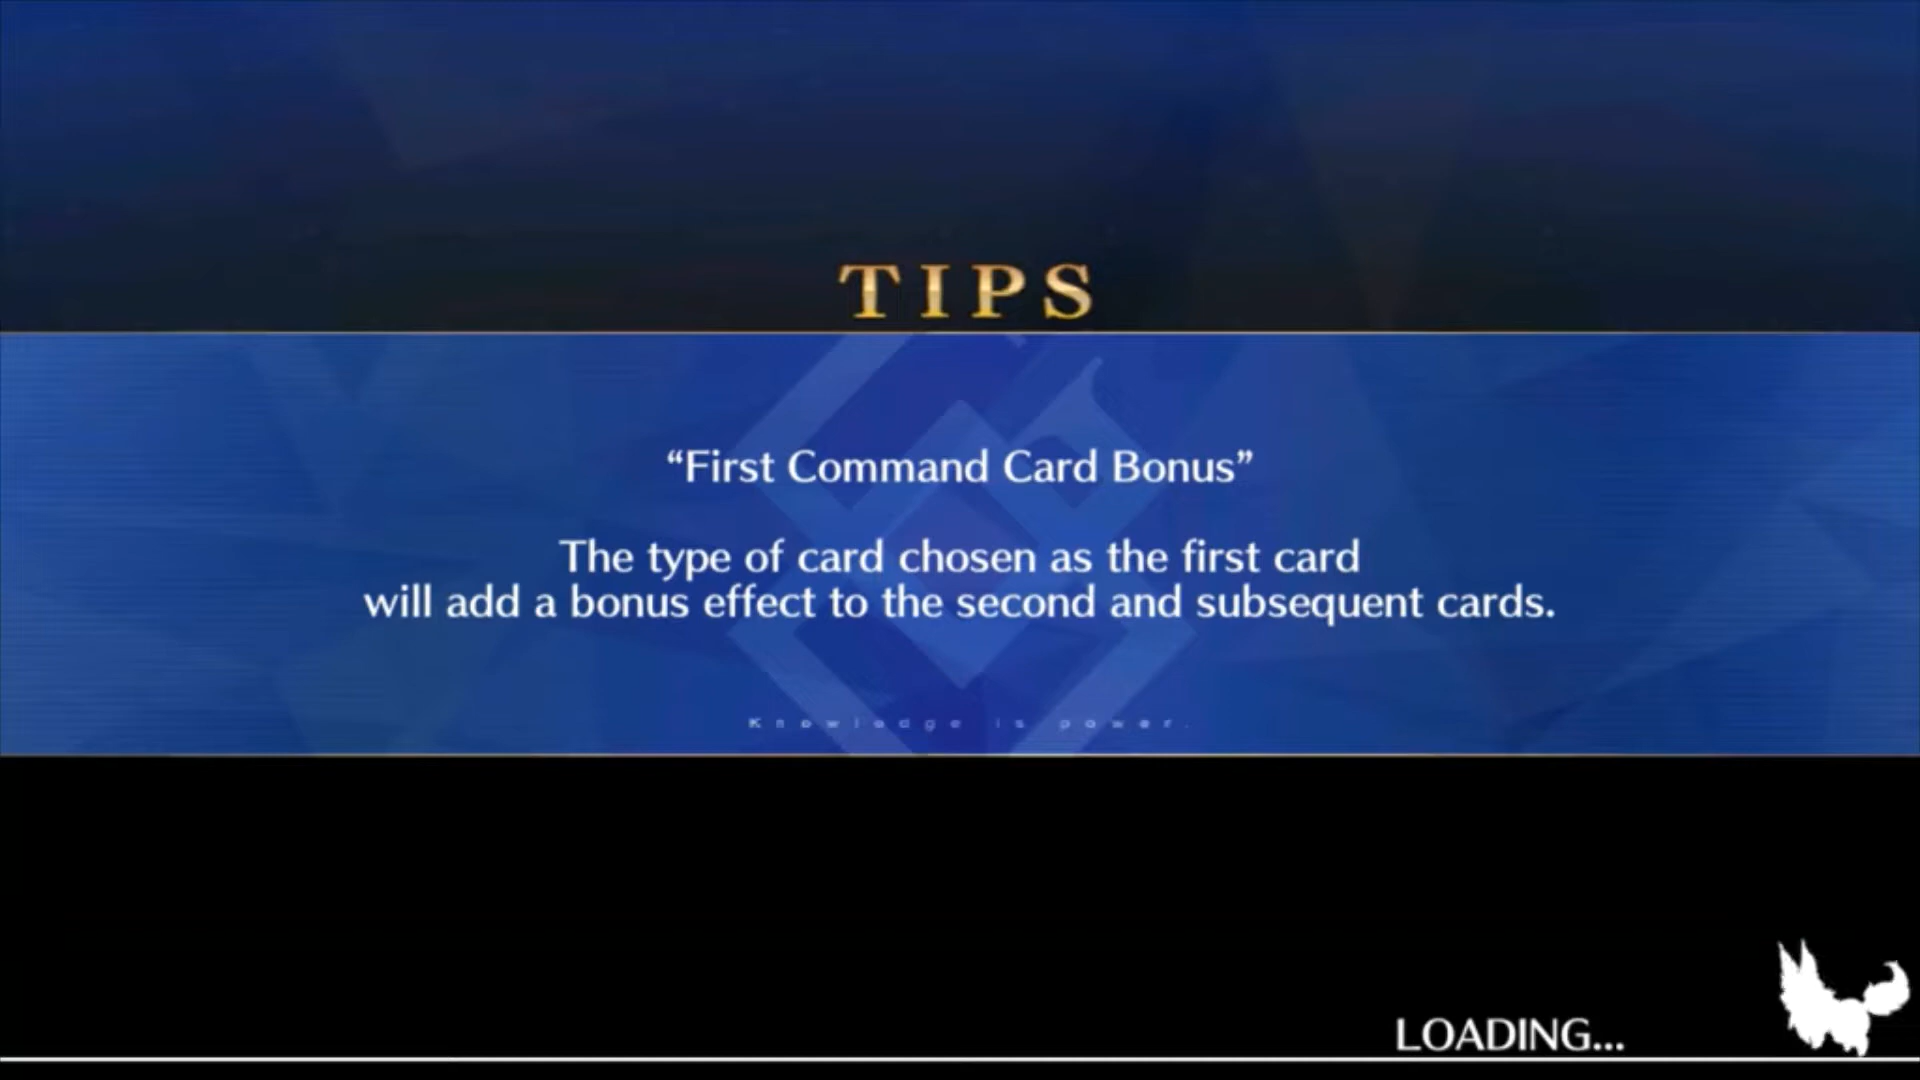 TIPS
“First Command Card Bonus”
The type of card chosen as the first card
will add a bonus effect to the second and subsequent cards.
Knowledge is power.
LOADING...